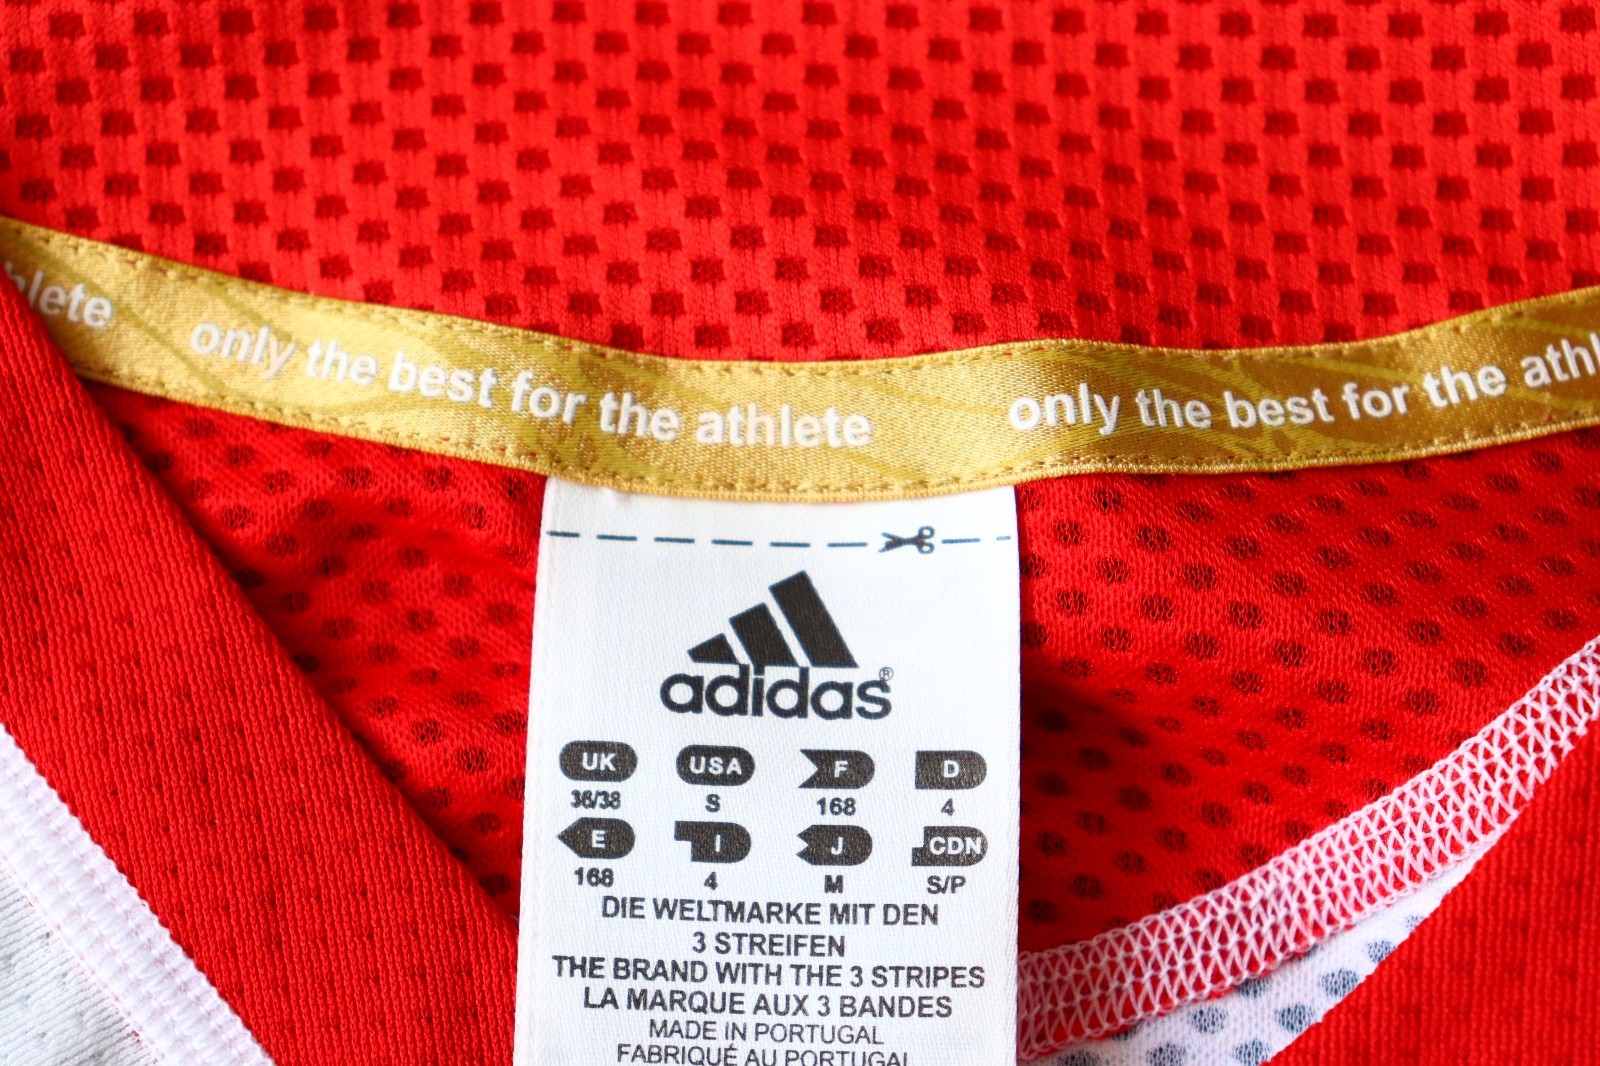 lete only the best for the athlete only the best for the athl
adidas®
UK USA F D
36/38 S 168 4
E I J CDN
168 4 M S/P
DIE WELTMARKE MIT DEN
3 STREIFEN
THE BRAND WITH THE 3 STRIPES
LA MARQUE AUX 3 BANDES
MADE IN PORTUGAL
FABRIQUÉ AU PORTUGAL